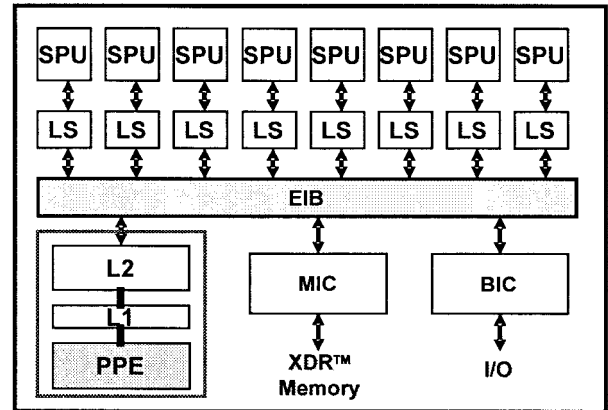 SPU SPU SPU SPU SPU SPU SPU SPU
LS LS LS LS LS LS LS LS
EIB
L2
MIC
BIC
L1
PPE
XDR™
Memory
I/O